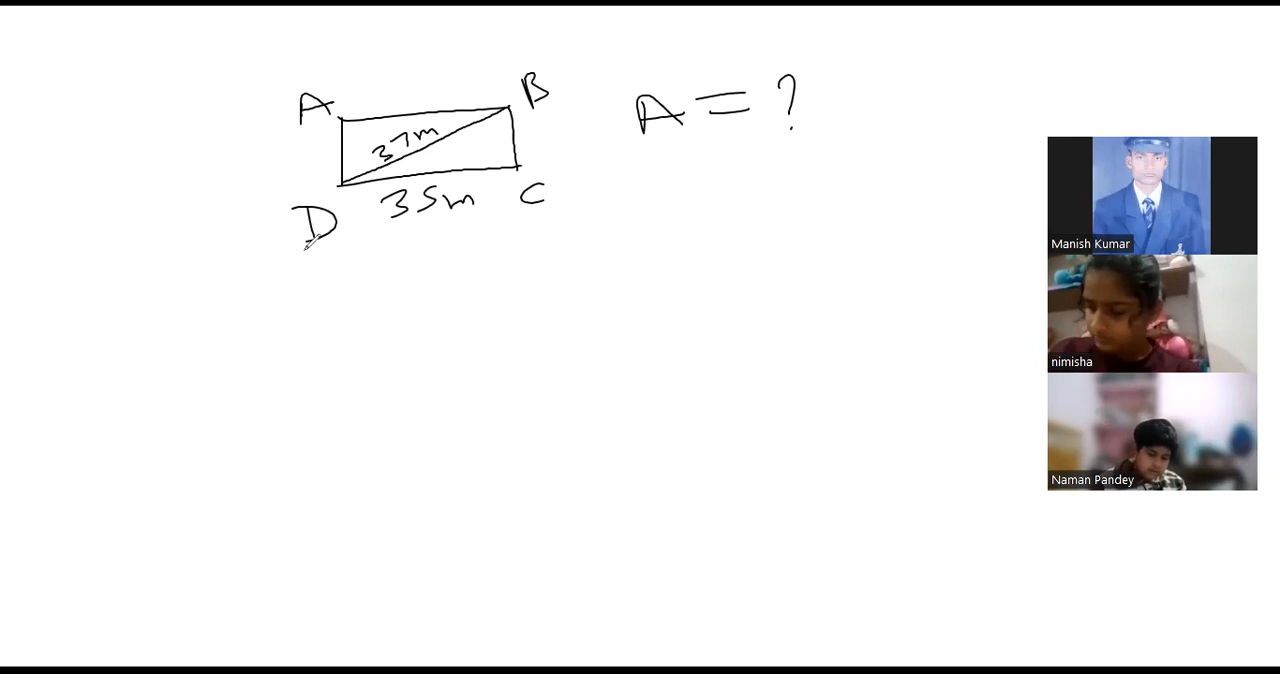 A B A = ?
37m
D 35m C
Manish Kumar
nimisha
Naman Pandey